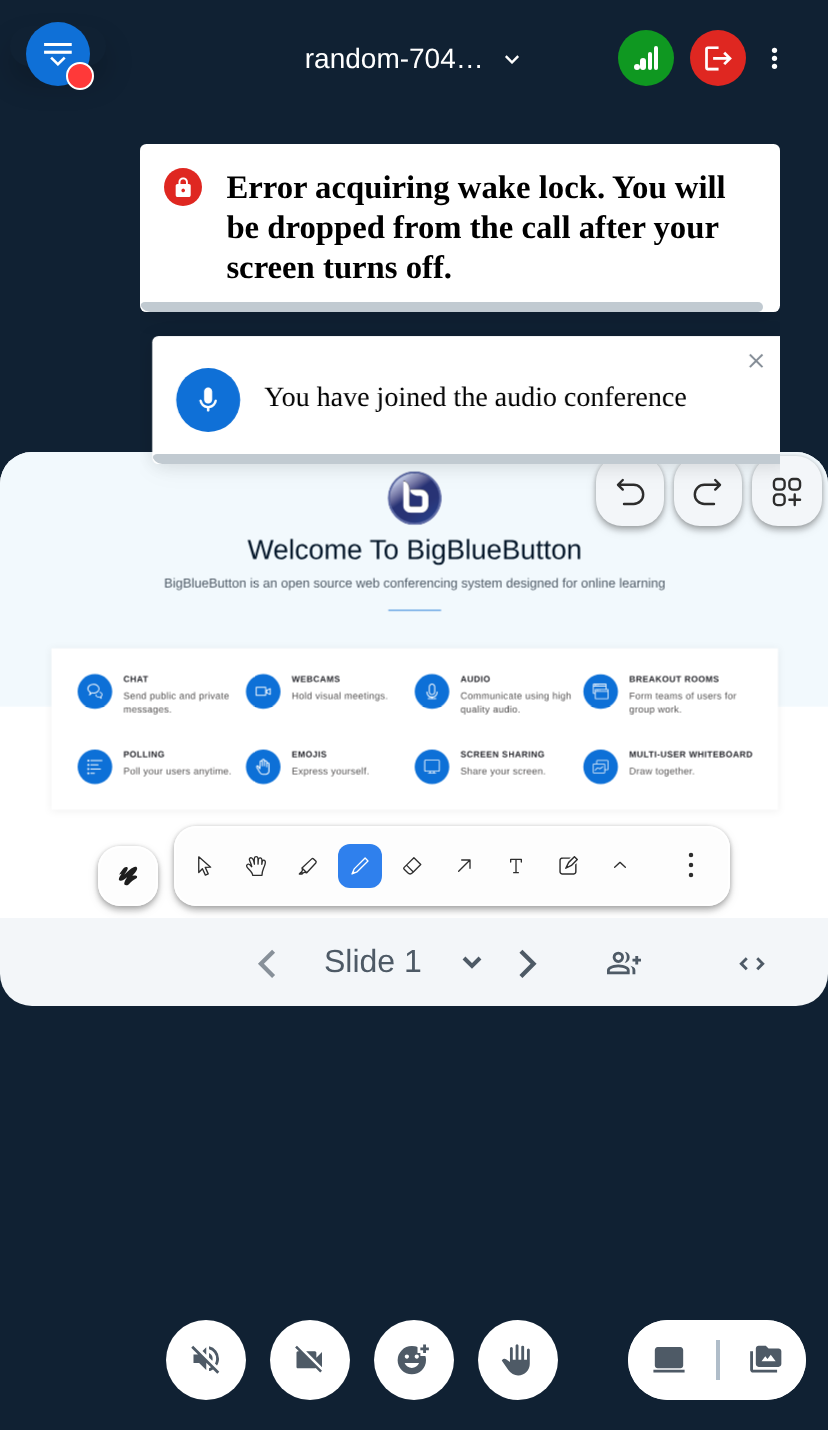 random-704...
Error acquiring wake lock. You will
be dropped from the call after your
screen turns off.
You have joined the audio conference
Welcome To BigBlueButton
BigBlueButton is an open source web conferencing system designed for online learning
CHAT
Send public and private
messages.
WEBCAMS
Hold visual meetings.
AUDIO
Communicate using high
quality audio.
BREAKOUT ROOMS
Form teams of users for
group work.
POLLING
Poll your users anytime.
EMOJIS
Express yourself.
SCREEN SHARING
Share your screen.
MULTI-USER WHITEBOARD
Draw together.
Slide 1